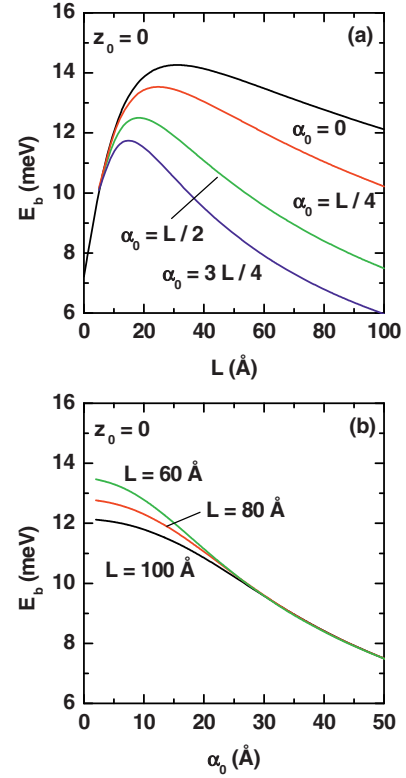 z₀ = 0
(a)
16
14
12
10
8
6
E_b (meV)
α₀ = 0
α₀ = L / 4
α₀ = L / 2
α₀ = 3 L / 4
0 20 40 60 80 100
L (Å)
z₀ = 0
(b)
16
14
12
10
8
6
E_b (meV)
L = 60 Å
L = 80 Å
L = 100 Å
0 10 20 30 40 50
α₀ (Å)